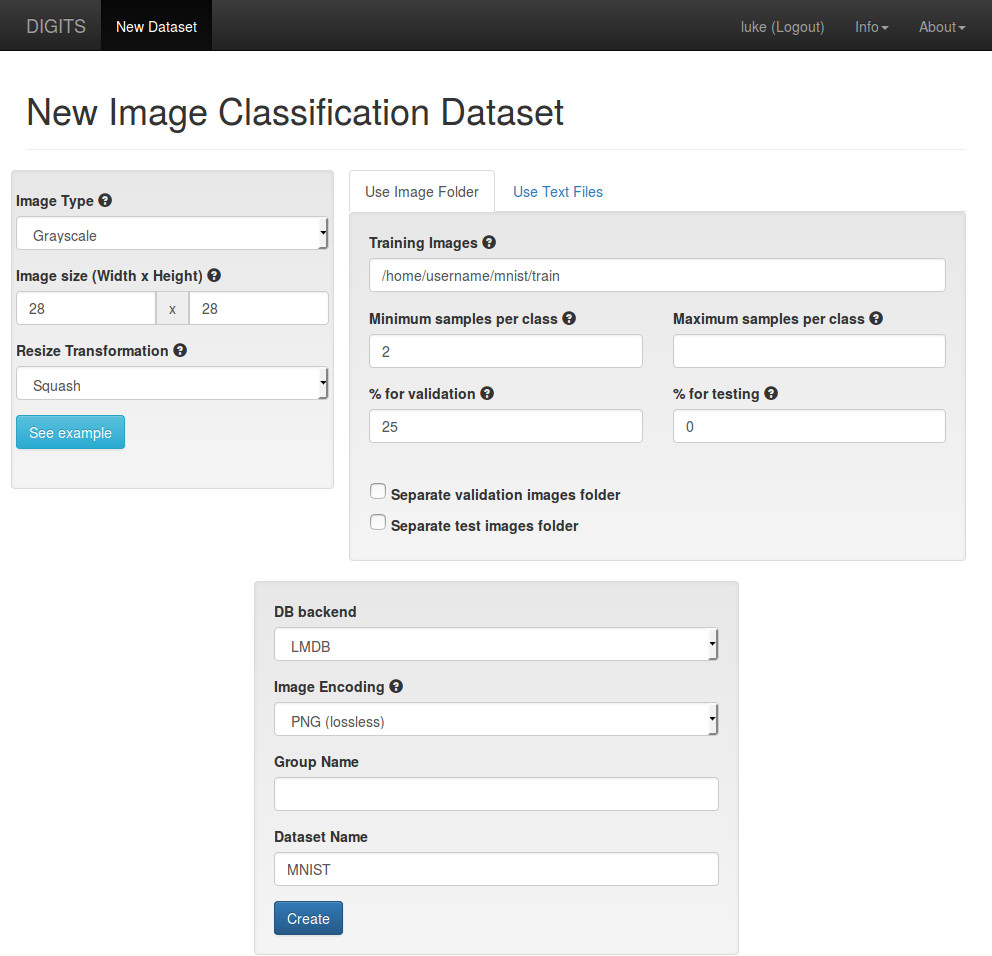 DIGITS New Dataset luke (Logout) Info About
New Image Classification Dataset
Image Type
Grayscale
Image size (Width x Height)
28 x 28
Resize Transformation
Squash
See example
Use Image Folder Use Text Files
Training Images
/home/username/mnist/train
Minimum samples per class Maximum samples per class
2
% for validation % for testing
25 0
Separate validation images folder
Separate test images folder
DB backend
LMDB
Image Encoding
PNG (lossless)
Group Name
Dataset Name
MNIST
Create